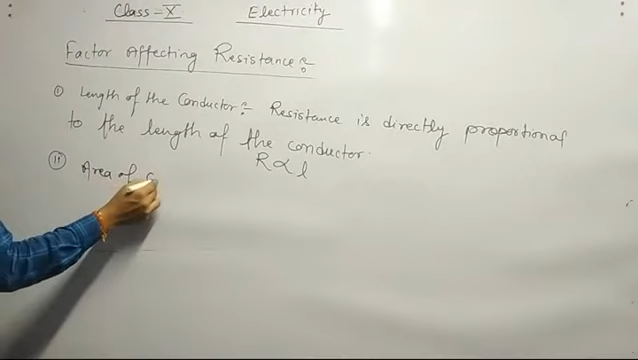 Class-X Electricity
Factor Affecting Resistance:-
(i) Length of the Conductor:- Resistance is directly proportional
to the length of the conductor.
R ∝ l
(ii) Area of